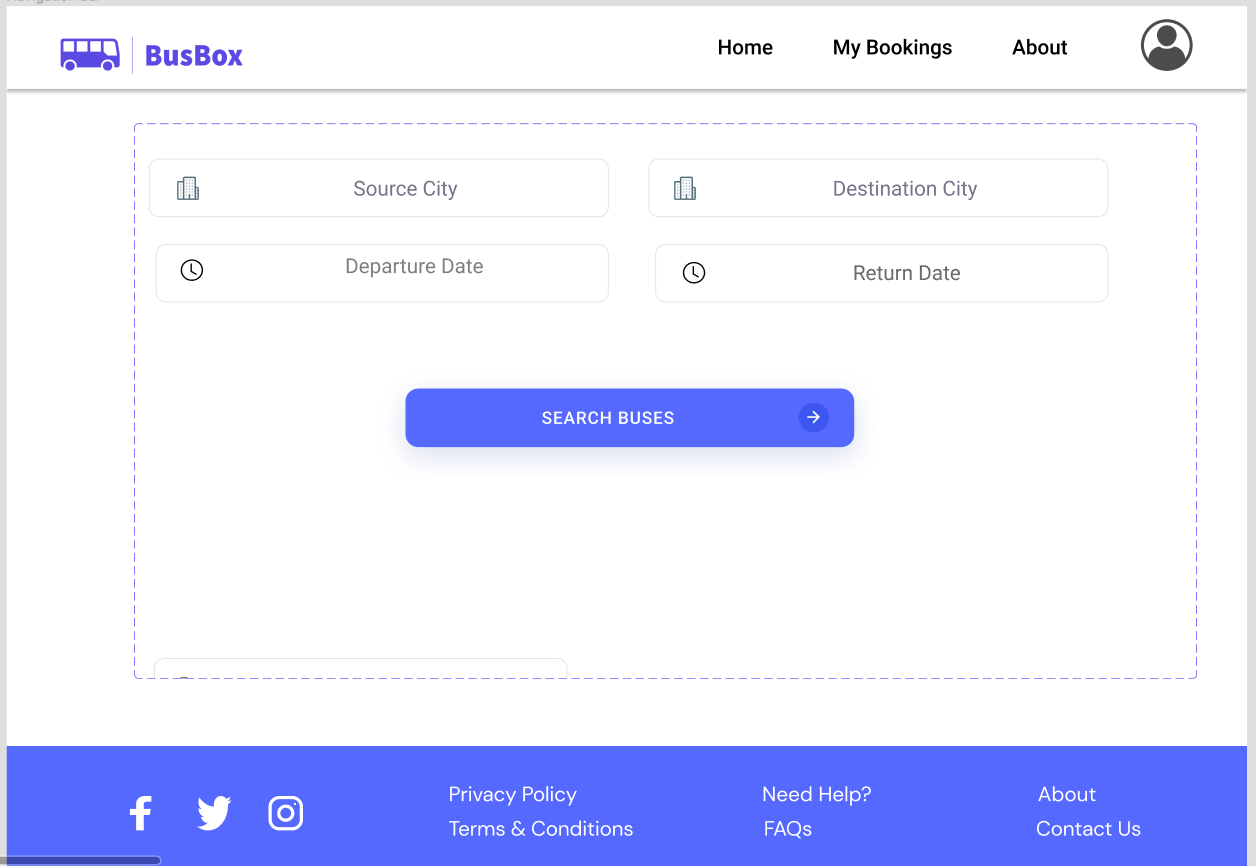 BusBox
Home My Bookings About
Source City Destination City
Departure Date Return Date
SEARCH BUSES
Privacy Policy Need Help? About
Terms & Conditions FAQs Contact Us